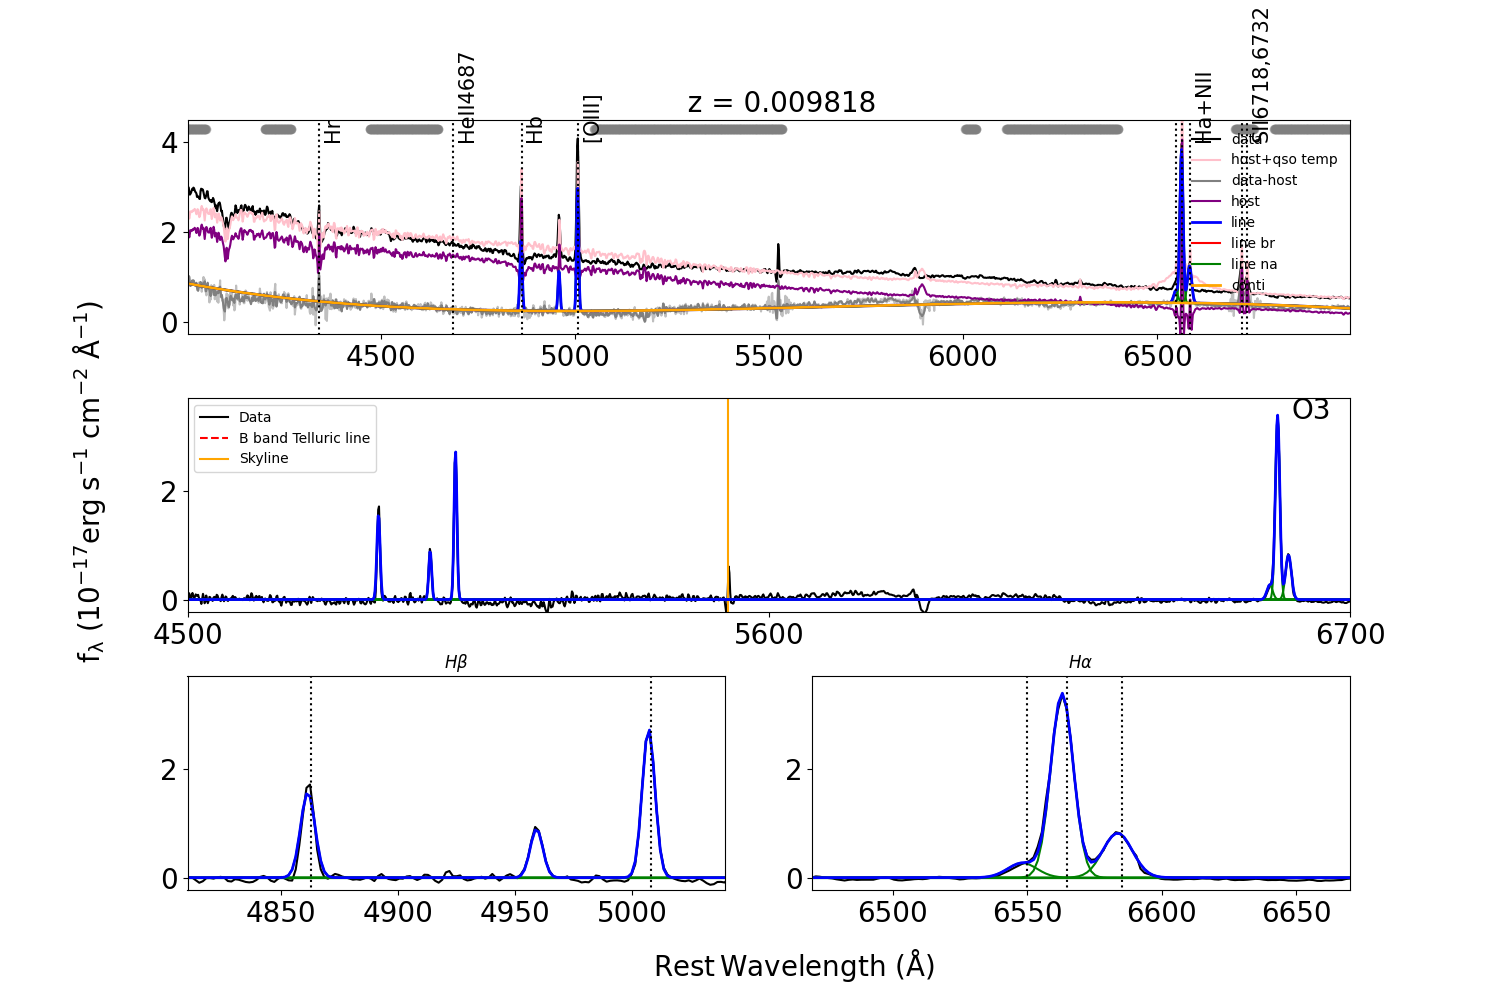 z = 0.009818
Hr
HeII4687
Hb
[OIII]
Ha+NII
SII6718,6732
data
host+qso temp
data-host
host
line
line br
line na
conti
4
2
0
4500 5000 5500 6000 6500
Data
B band Telluric line
Skyline
O3
2
0
4500 5600 6700
fλ (10⁻¹⁷erg s⁻¹ cm⁻² Å⁻¹)
Hβ
2
0
4850 4900 4950 5000
Hα
2
0
6500 6550 6600 6650
Rest Wavelength (Å)